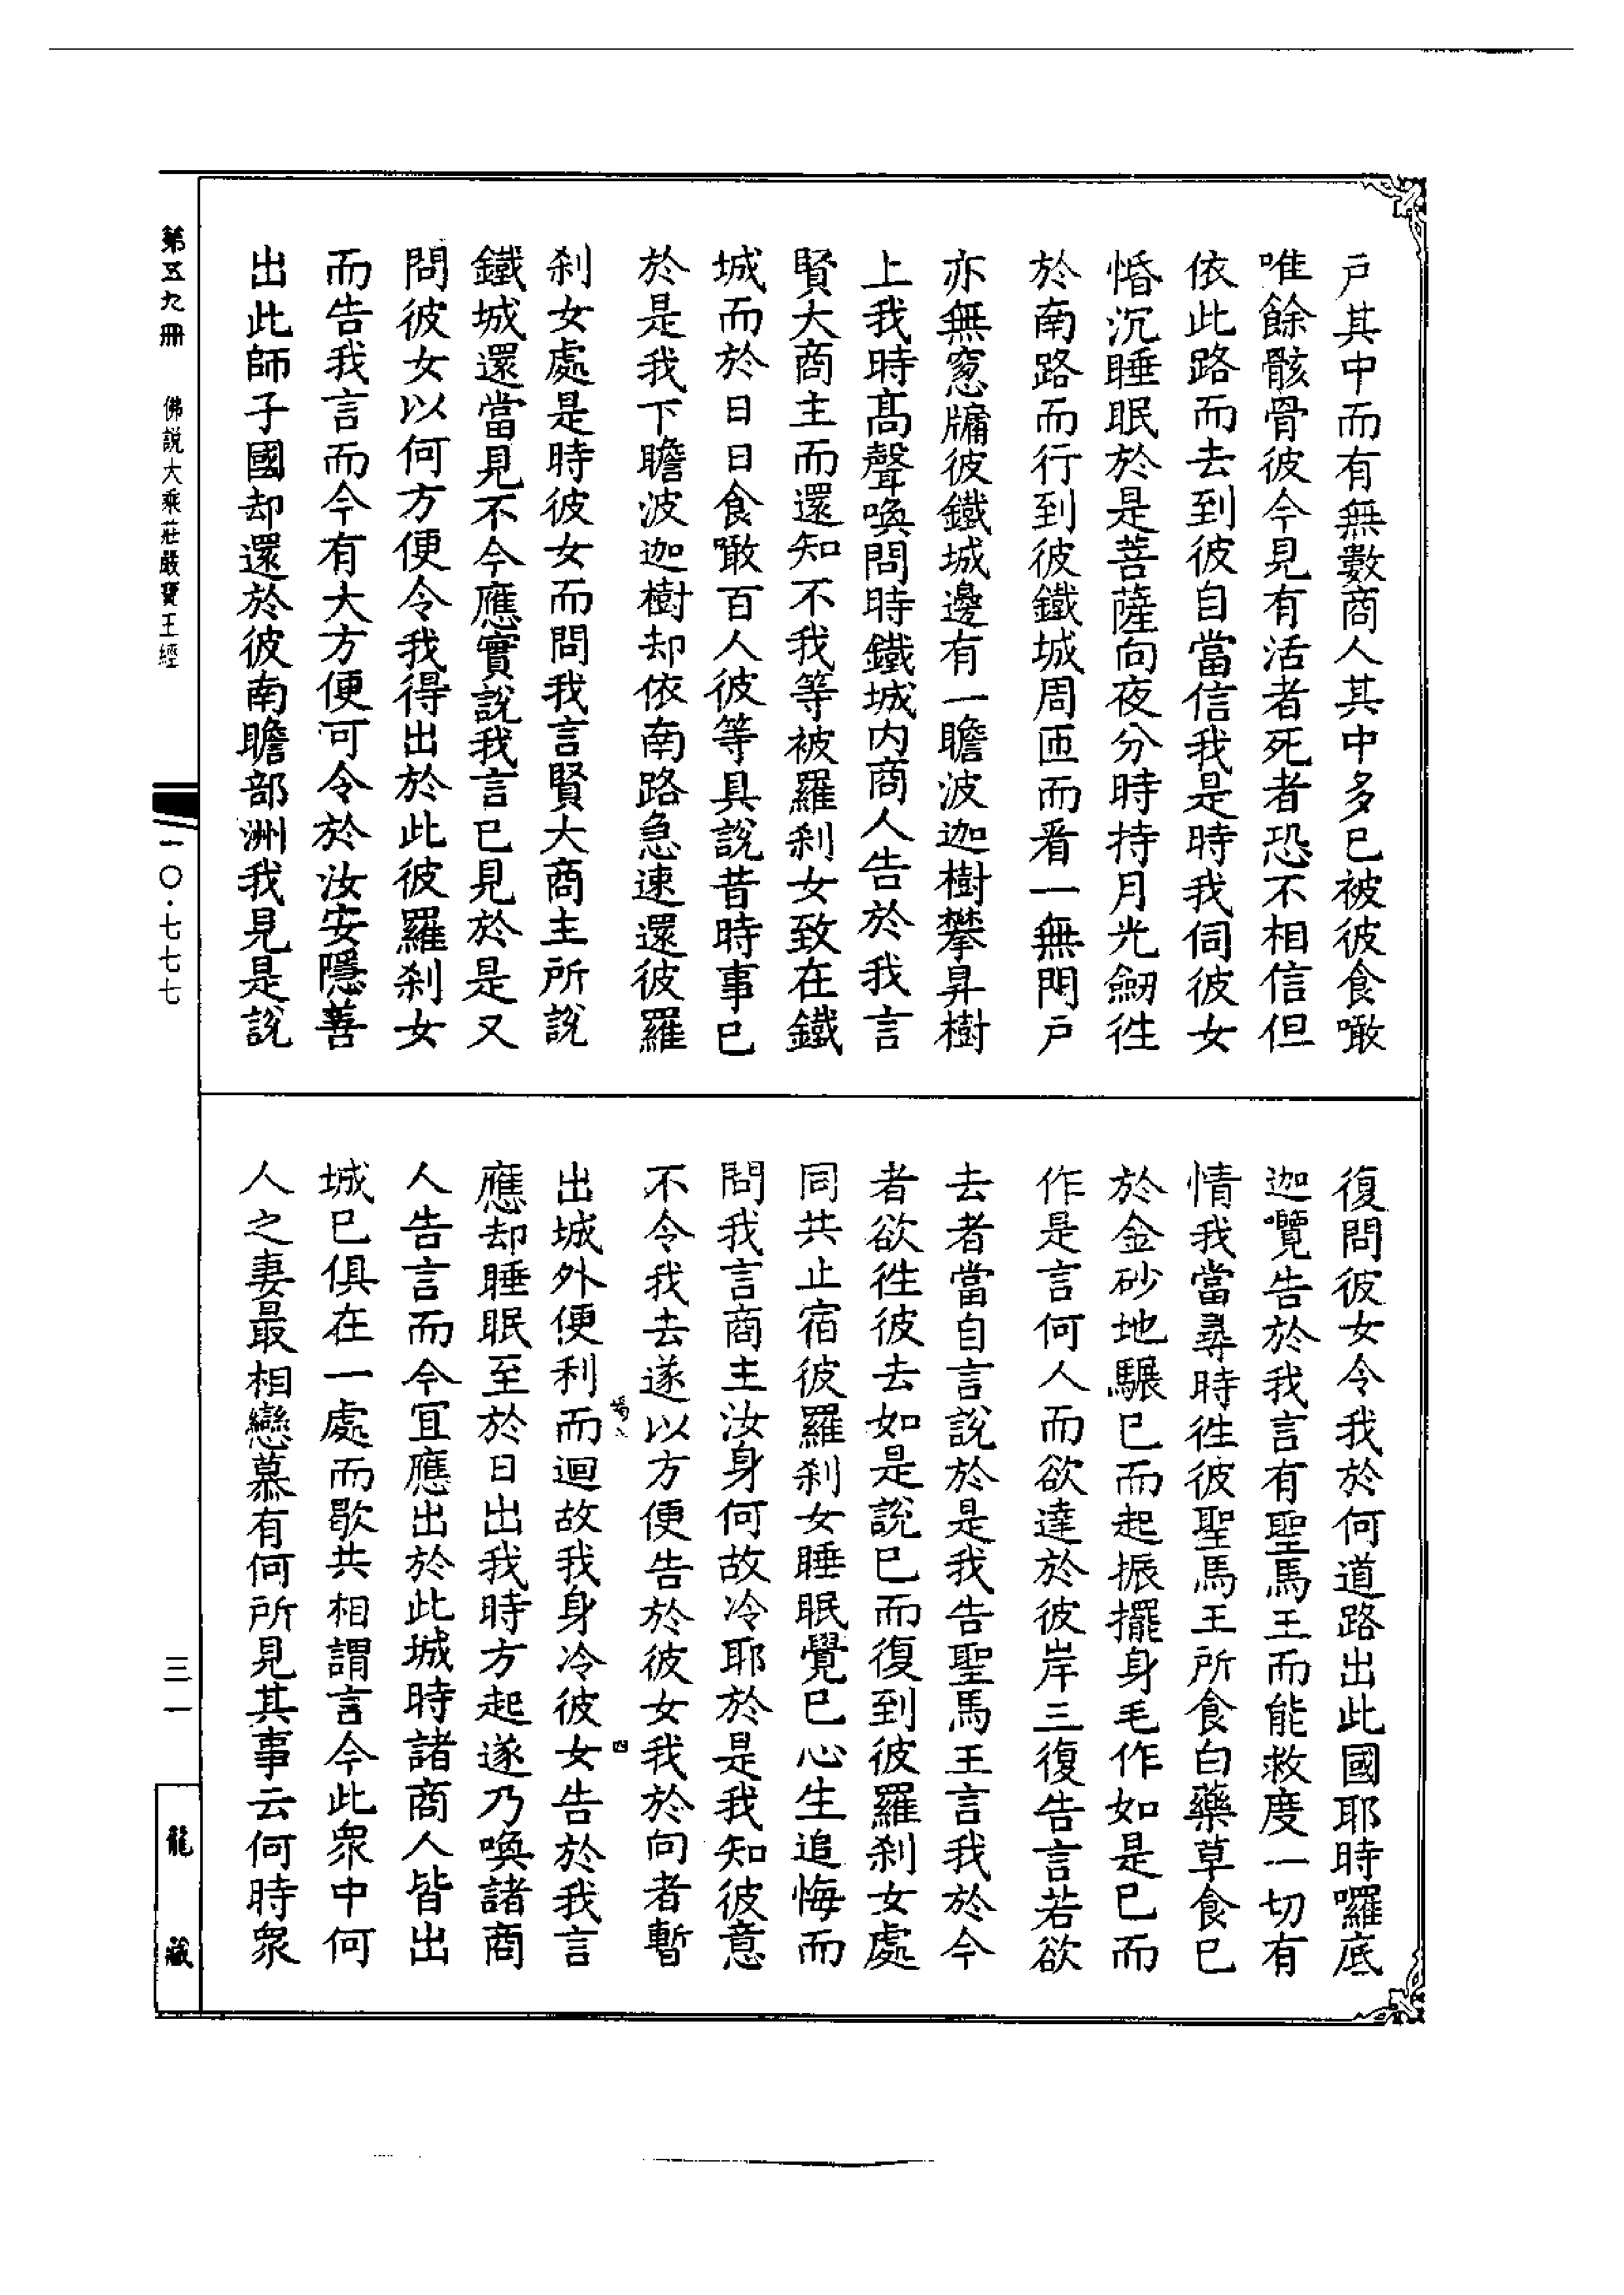 戶其中而有無數商人其中多已被彼食噉
唯餘骸骨彼今見有活者死者恐不相信但
依此路而去到彼自當信我是時我伺彼女
惛沉睡眠於是菩薩向夜分時持月光劒徃
於南路而行到彼鐵城周匝而看一無門戶
亦無窻牗彼鐵城邊有一瞻波迦樹攀昇樹
上我時髙聲喚問時鐵城内商人告於我言
賢大商主而還知不我等被羅刹女致在鐵
城而於日日食噉百人彼等具說昔時事已
於是我下瞻波迦樹却依南路急速還彼羅
刹女處是時彼女而問我言賢大商主所說
鐵城還當見不今應實說我言已見於是又
問彼女以何方便令我得出於此彼羅刹女
而告我言而今有大方便可令於汝安隱善
出此師子國却還於彼南瞻部洲我見是說
復問彼女令我於何道路出此國耶時囉底
迦囕告於我言有聖馬王而能救度一切有
情我當尋時徃彼聖馬王所食白藥草食已
於金砂地驅已而起振擺身毛作如是已而
作是言何人而欲達於彼岸三復告言若欲
去者當自言說於是我告聖馬王言我於今
者欲徃彼去如是說已而復到彼羅刹女處
同共止宿彼羅刹女睡眠覺已心生追悔而
問我言商主汝身何故冷耶於是我知彼意
不令我去遂以方便告於彼女我於向者暫
出城外便利而迴故我身冷彼女告於我言
應却睡眠至於日出我時方起遂乃喚諸商
人告言而今宜應出於此城時諸商人皆出
城已俱在一處而歇共相謂言今此衆中何
人之妻最相戀慕有何所見其事云何時衆
第五九冊　佛説大乘莊嚴寶王經
一〇·七七七
三一
龍藏
四